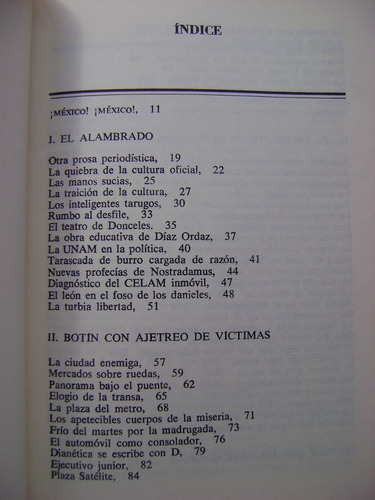 ÍNDICE
¡MÉXICO! ¡MÉXICO!, 11
I. EL ALAMBRADO
Otra prosa periodística, 19
La quiebra de la cultura oficial, 22
Las manos sucias, 25
La traición de la cultura, 27
Los inteligentes tarugos, 30
Rumbo al desfile, 33
El teatro de Donceles. 35
La obra educativa de Díaz Ordaz, 37
La UNAM en la política, 40
Tarascada de burro cargada de razón, 41
Nuevas profecías de Nostradamus, 44
Diagnóstico del CELAM inmóvil, 47
El león en el foso de los danieles, 48
La turbia libertad, 51
II. BOTÍN CON AJETREO DE VÍCTIMAS
La ciudad enemiga, 57
Mercados sobre ruedas, 59
Panorama bajo el puente, 62
Elogio de la transa, 65
La plaza del metro, 68
Los apetecibles cuerpos de la miseria, 71
Frío del martes por la madrugada, 73
El automóvil como consolador, 76
Dianética se escribe con D, 79
Ejecutivo junior, 82
Plaza Satélite, 84